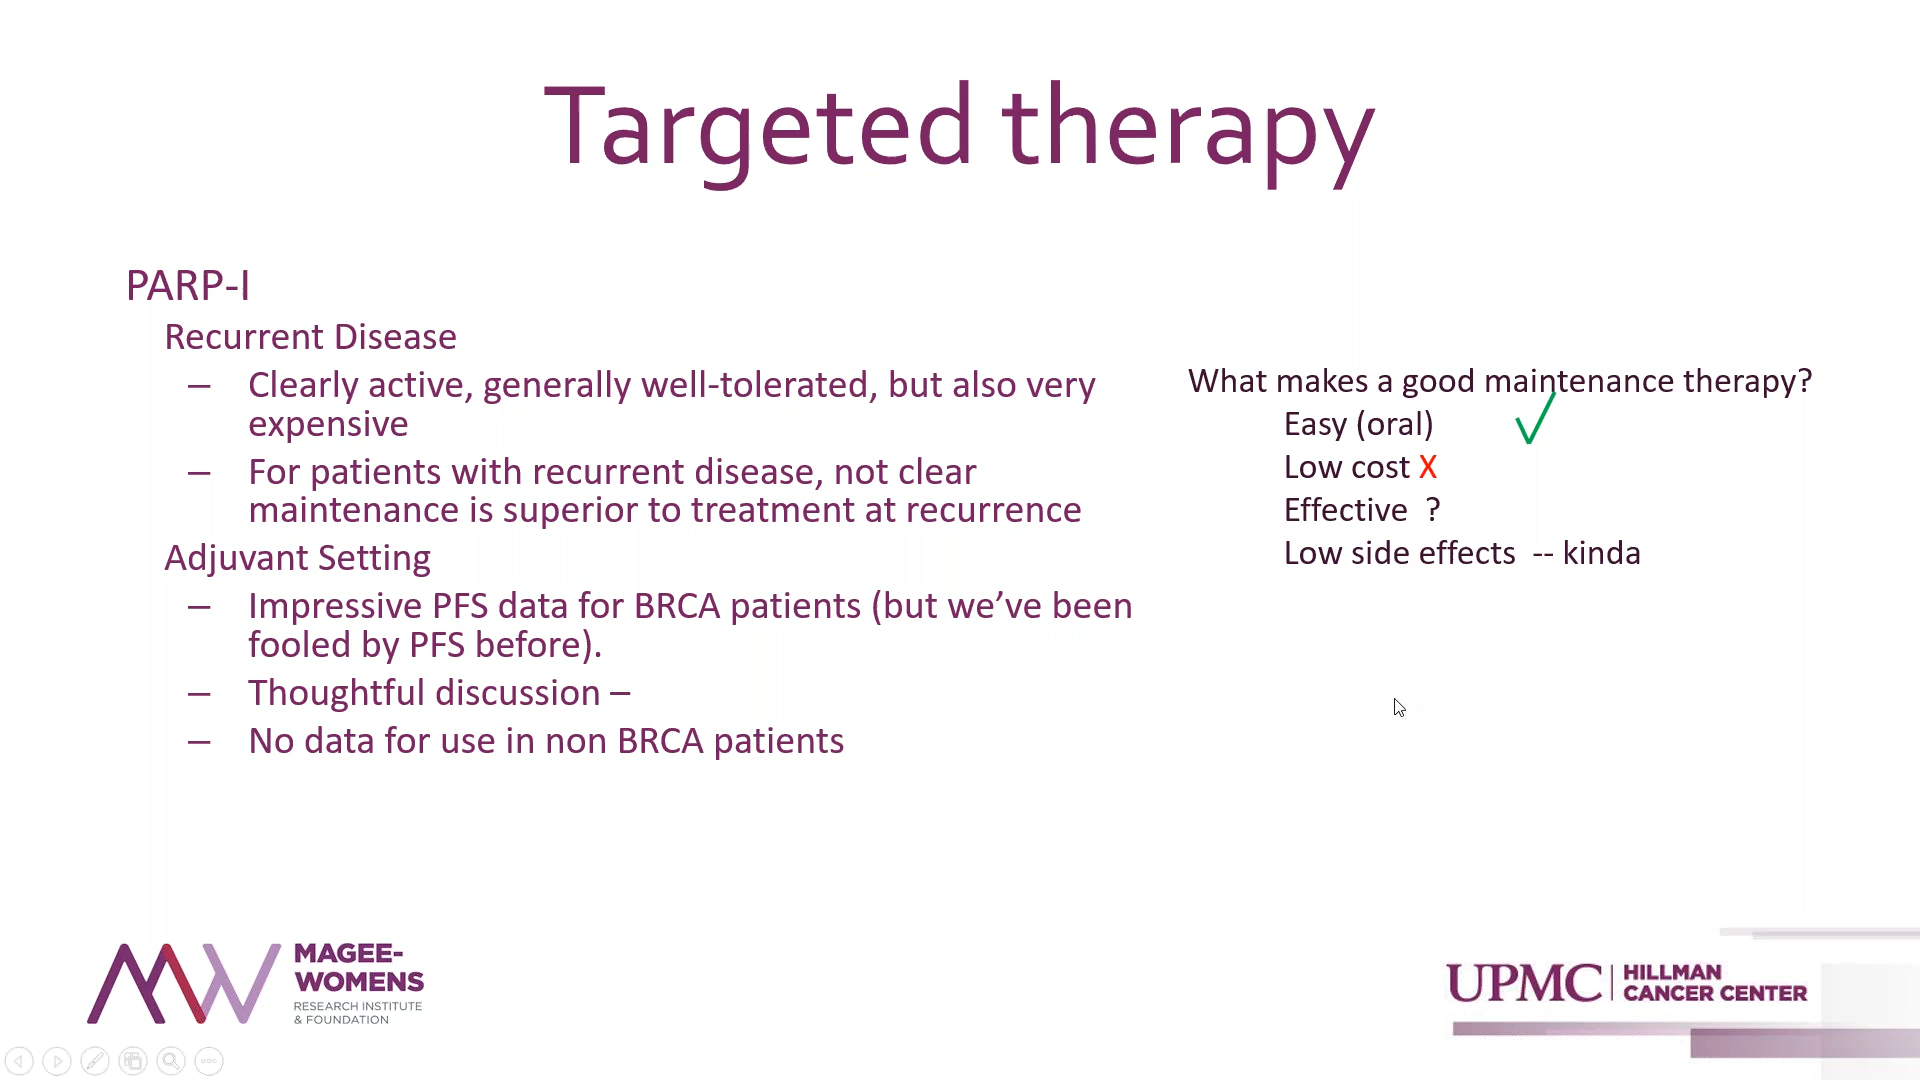 Targeted therapy
PARP-I
Recurrent Disease
– Clearly active, generally well-tolerated, but also very
expensive
– For patients with recurrent disease, not clear
maintenance is superior to treatment at recurrence
Adjuvant Setting
– Impressive PFS data for BRCA patients (but we’ve been
fooled by PFS before).
– Thoughtful discussion –
– No data for use in non BRCA patients
What makes a good maintenance therapy?
Easy (oral) ✓
Low cost X
Effective ?
Low side effects -- kinda
MAGEE-
WOMENS
RESEARCH INSTITUTE
& FOUNDATION
UPMC | HILLMAN
CANCER CENTER